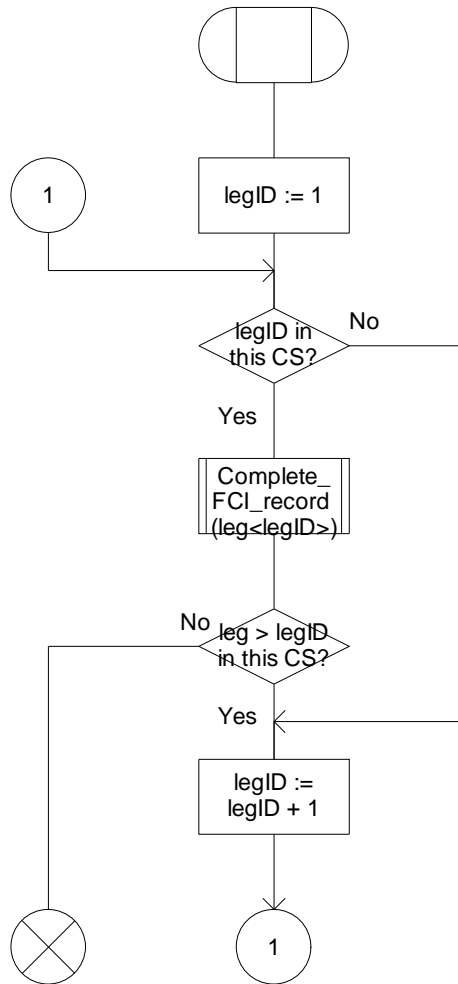 legID := 1
1
legID in
this CS?
No
Yes
Complete_
FCI_record
(leg<legID>)
No
leg > legID
in this CS?
Yes
legID :=
legID + 1
1